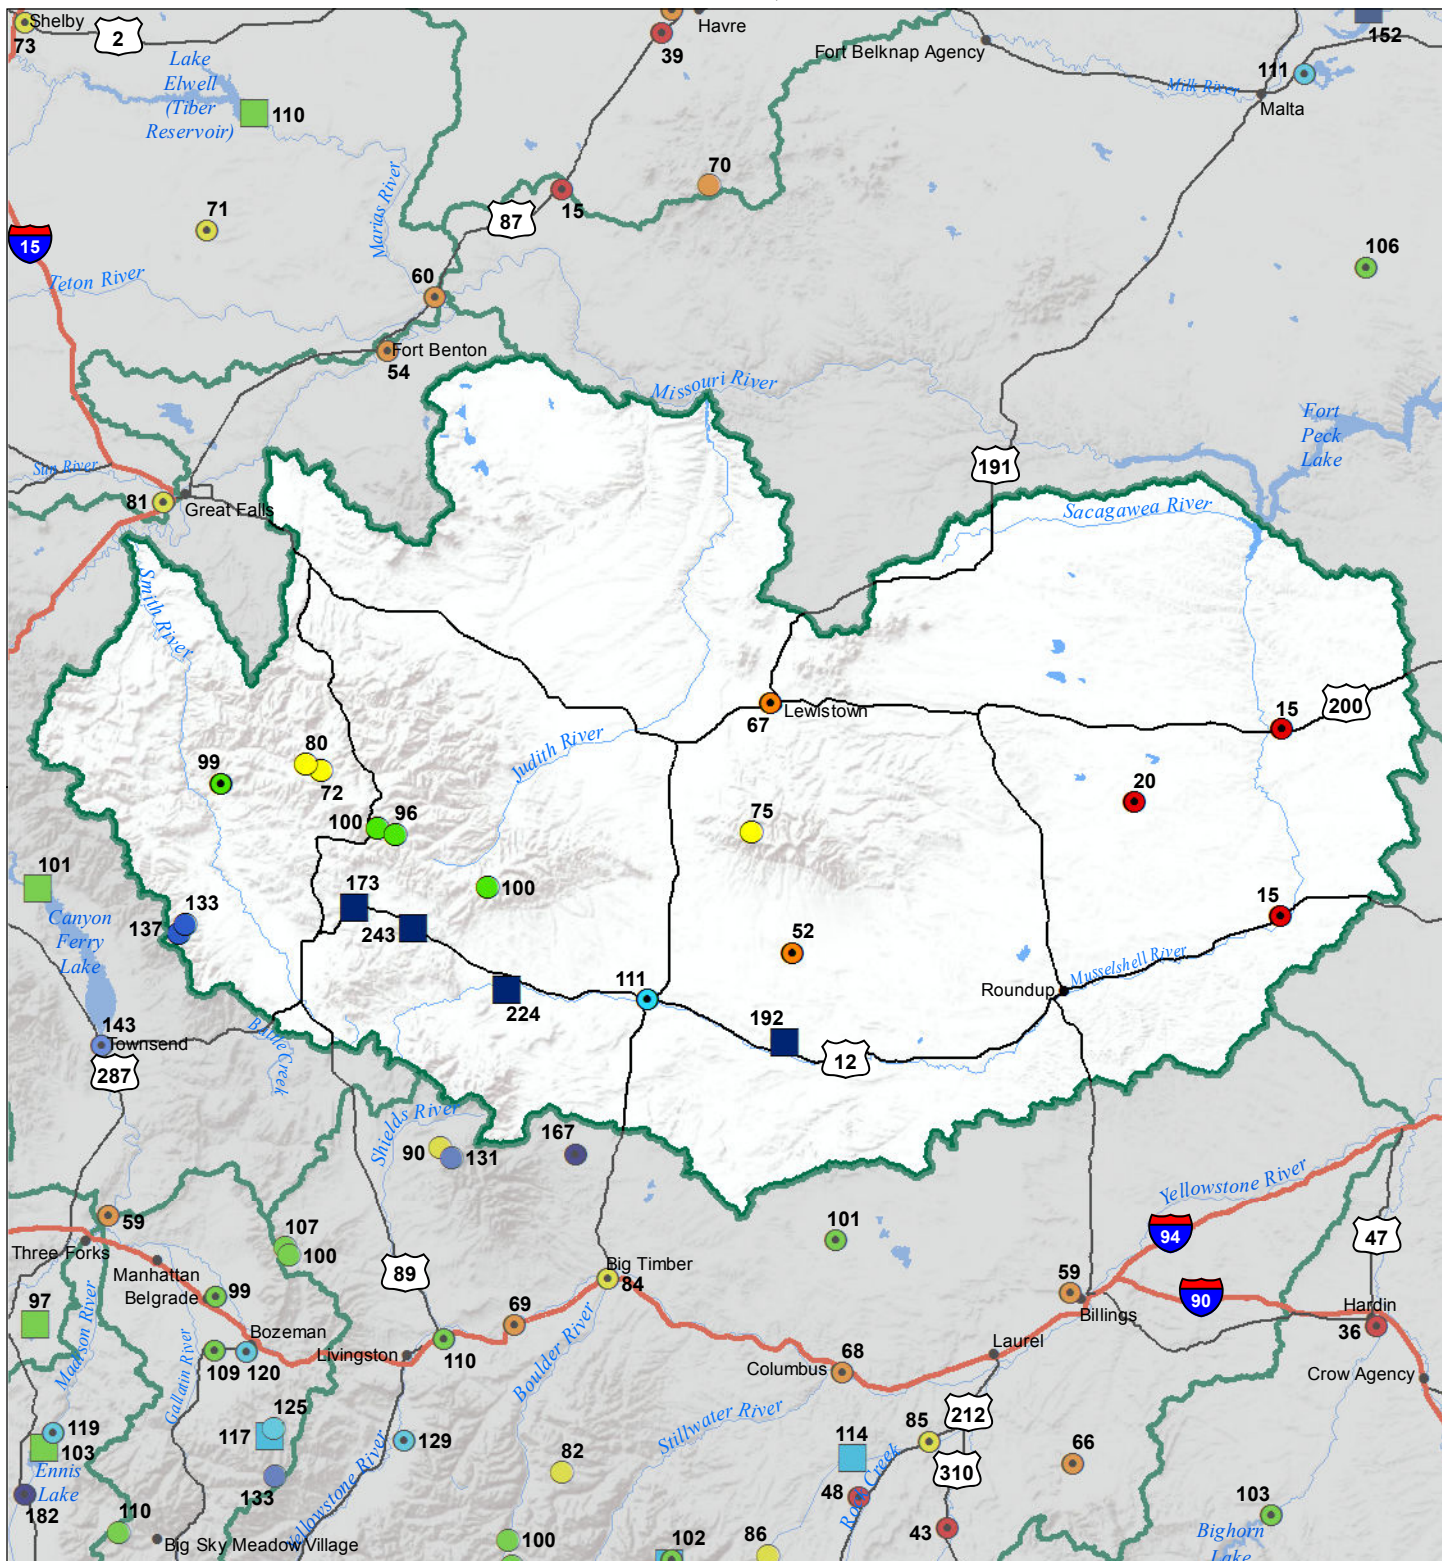 Shelby
73
2
Lake
Elwell
(Tiber
Reservoir)
110
Havre
39
Fort Belknap Agency
152
111
Milk River
Malta
71
Marias River
87
15
70
15
106
Teton River
60
Fort Benton
54
Missouri River
Fort
Peck
Lake
191
Sun River
81
Great Falls
Sacagawea River
Smith River
200
15
67
Lewistown
Judith River
99
80
72
20
100
96
75
101
173
100
15
Canyon
Ferry
Lake
133
137
243
52
Musselshell River
Roundup
224
111
192
12
143
Townsend
287
Battle Creek
Shields River
90
131
167
Yellowstone River
59
107
100
101
94
47
Three Forks
Manhattan
Belgrade
99
89
Big Timber
84
59
Billings
90
Hardin
36
97
Madison River
Bozeman
69
Boulder River
Livingston
110
109
120
Gallatin River
Laurel
Columbus
68
Crow Agency
119
103
125
117
129
Stillwater River
212
85
114
66
310
82
Ennis
Lake
133
Yellowstone River
48
Rock Creek
182
110
Big Sky Meadow Village
100
102
86
43
103
Bighorn
Lake